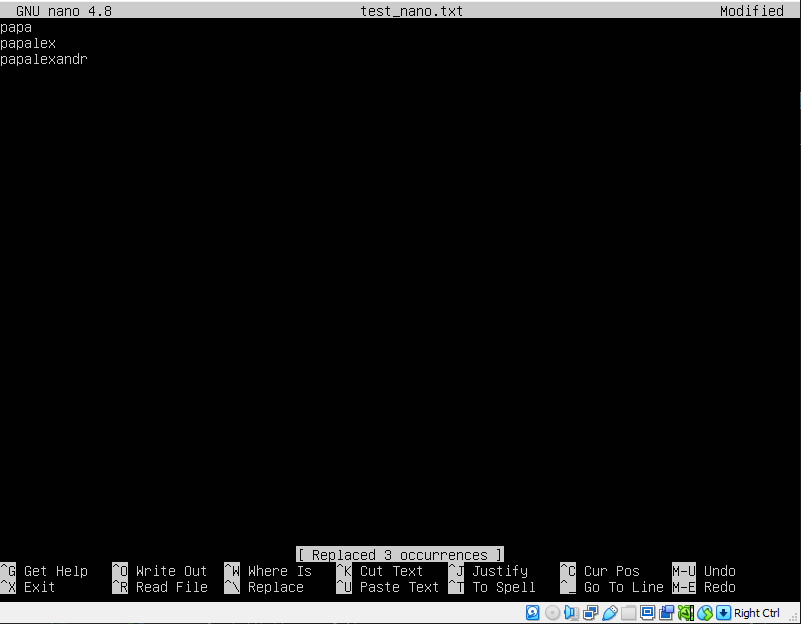 GNU nano 4.8 test_nano.txt Modified
papa
papalex
papalexandr
[ Replaced 3 occurrences ]
^G Get Help ^O Write Out ^W Where Is ^K Cut Text ^J Justify ^C Cur Pos M-U Undo
^X Exit ^R Read File ^\ Replace ^U Paste Text ^T To Spell ^_ Go To Line M-E Redo
Right Ctrl